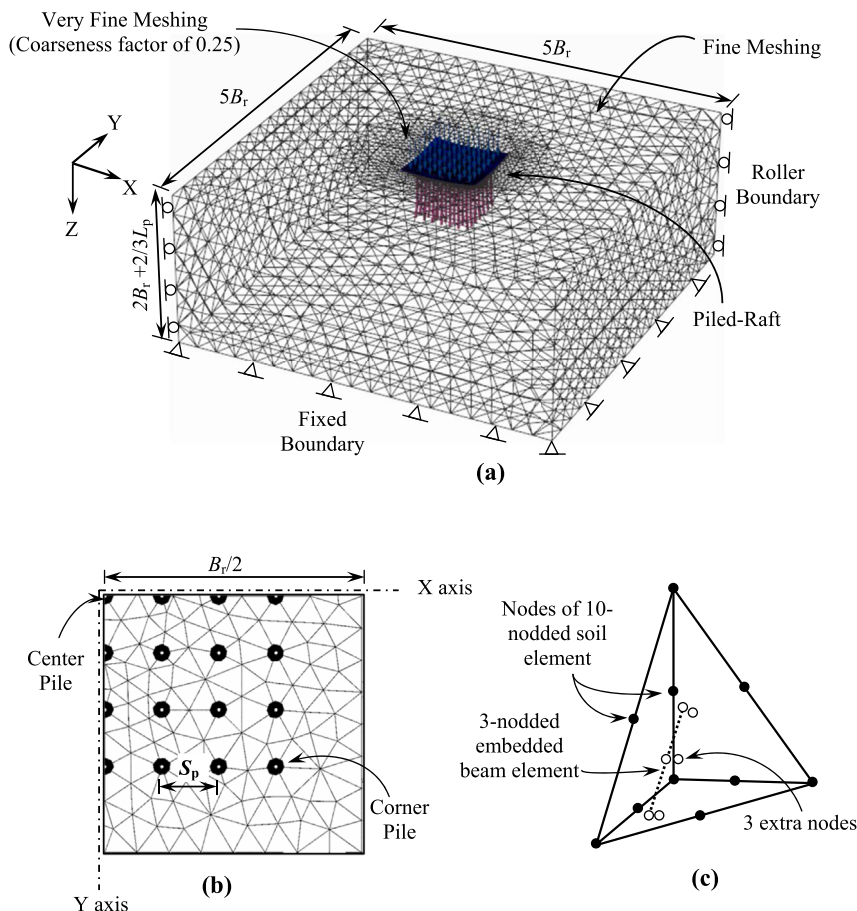 Very Fine Meshing
(Coarseness factor of 0.25)
5Br
Fine Meshing
5Br
Y
X
Z
Roller
Boundary
2Br +2/3Lp
Piled-Raft
Fixed
Boundary
(a)
Br/2
X axis
Center
Pile
Sp
Corner
Pile
(b)
Y axis
Nodes of 10-
nodded soil
element
3-nodded
embedded
beam element
3 extra nodes
(c)